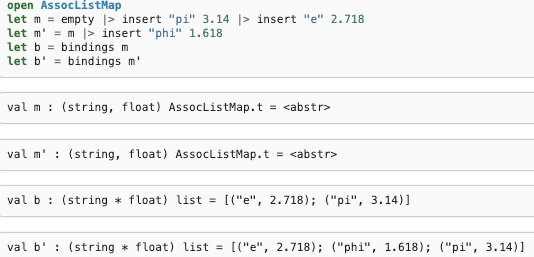 open AssocListMap
let m = empty |> insert "pi" 3.14 |> insert "e" 2.718
let m' = m |> insert "phi" 1.618
let b = bindings m
let b' = bindings m'
val m : (string, float) AssocListMap.t = <abstr>
val m' : (string, float) AssocListMap.t = <abstr>
val b : (string * float) list = [("e", 2.718); ("pi", 3.14)]
val b' : (string * float) list = [("e", 2.718); ("phi", 1.618); ("pi", 3.14)]